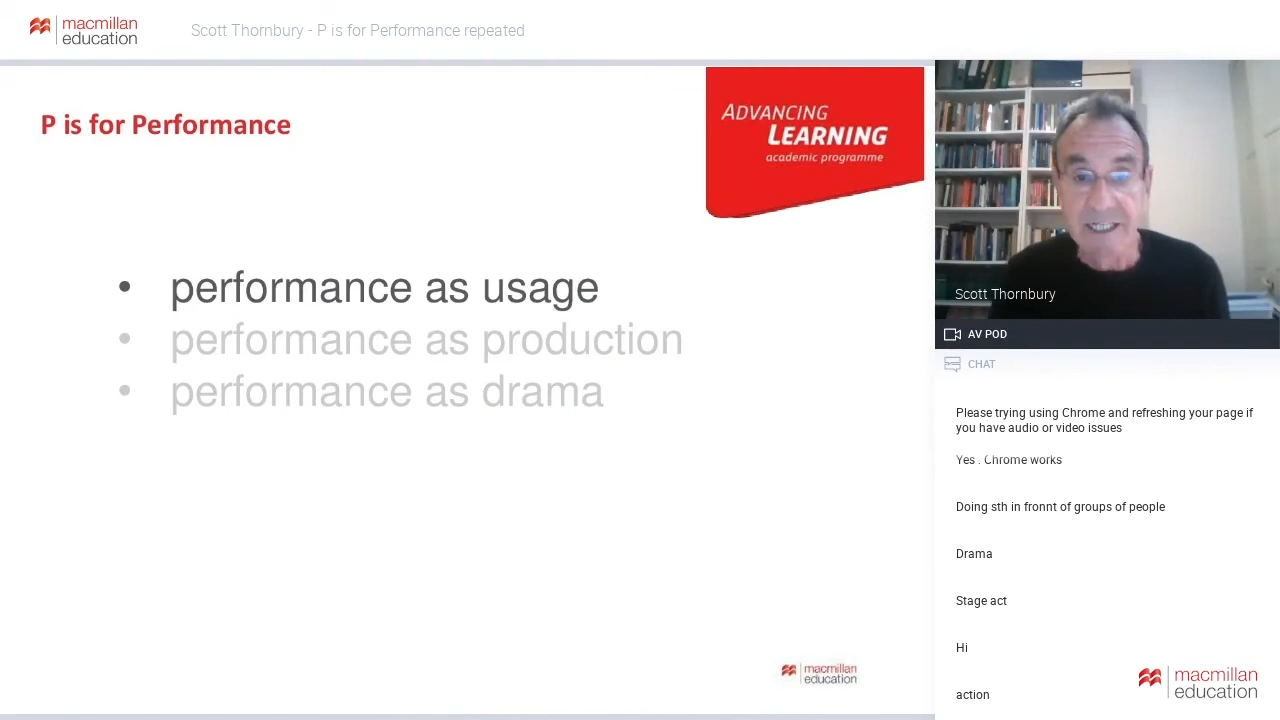 macmillan
education
Scott Thornbury - P is for Performance repeated
P is for Performance
ADVANCING
LEARNING
academic programme
• performance as usage
• performance as production
• performance as drama
macmillan
education
Scott Thornbury
AV POD
CHAT
Please trying using Chrome and refreshing your page if
you have audio or video issues
Yes . Chrome works
Doing sth in fronnt of groups of people
Drama
Stage act
Hi
action
macmillan
education